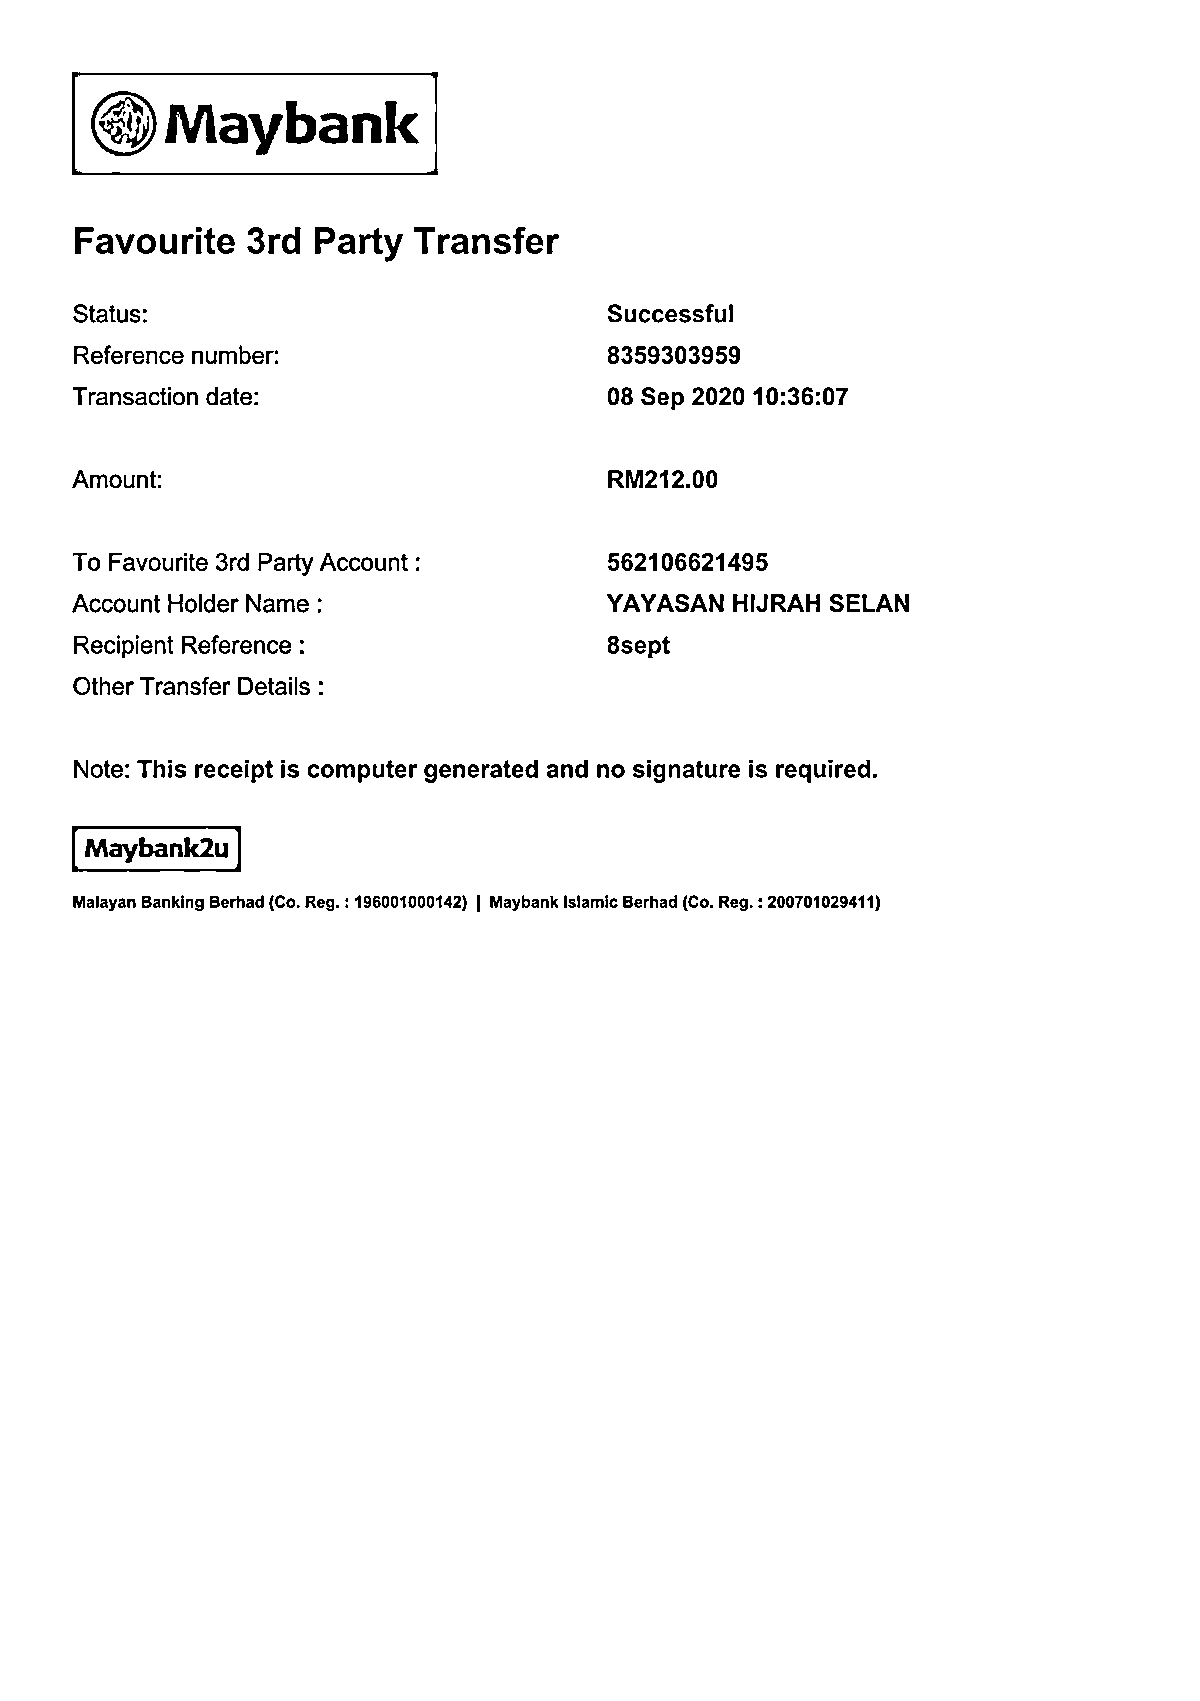 Maybank
Favourite 3rd Party Transfer
Status: Successful
Reference number: 8359303959
Transaction date: 08 Sep 2020 10:36:07
Amount: RM212.00
To Favourite 3rd Party Account : 562106621495
Account Holder Name : YAYASAN HIJRAH SELAN
Recipient Reference : 8sept
Other Transfer Details :
Note: This receipt is computer generated and no signature is required.
Maybank2u
Malayan Banking Berhad (Co. Reg. : 196001000142) | Maybank Islamic Berhad (Co. Reg. : 200701029411)